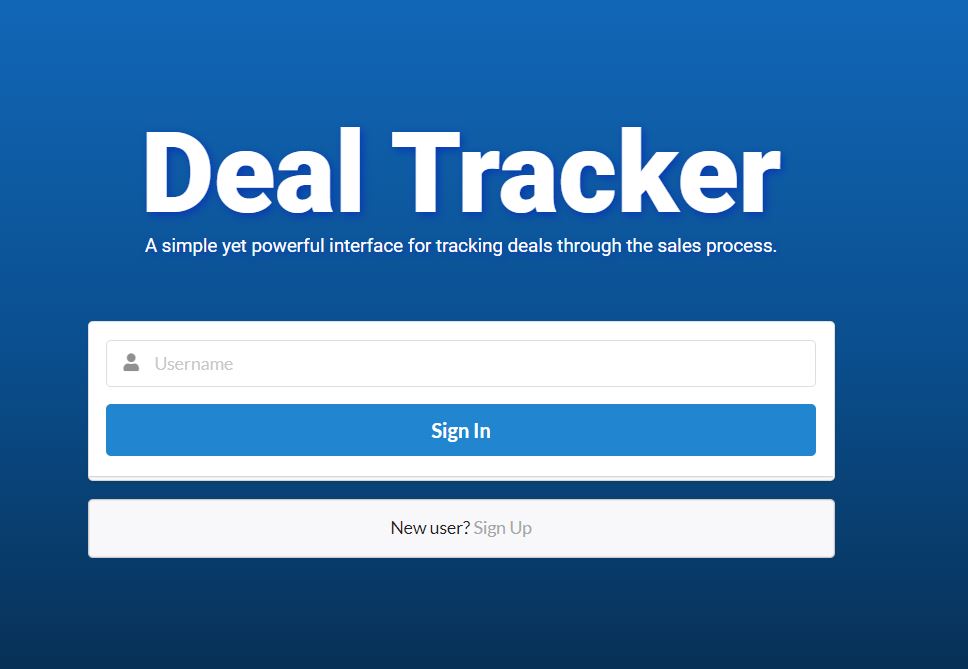 Deal Tracker
A simple yet powerful interface for tracking deals through the sales process.
Username
Sign In
New user? Sign Up